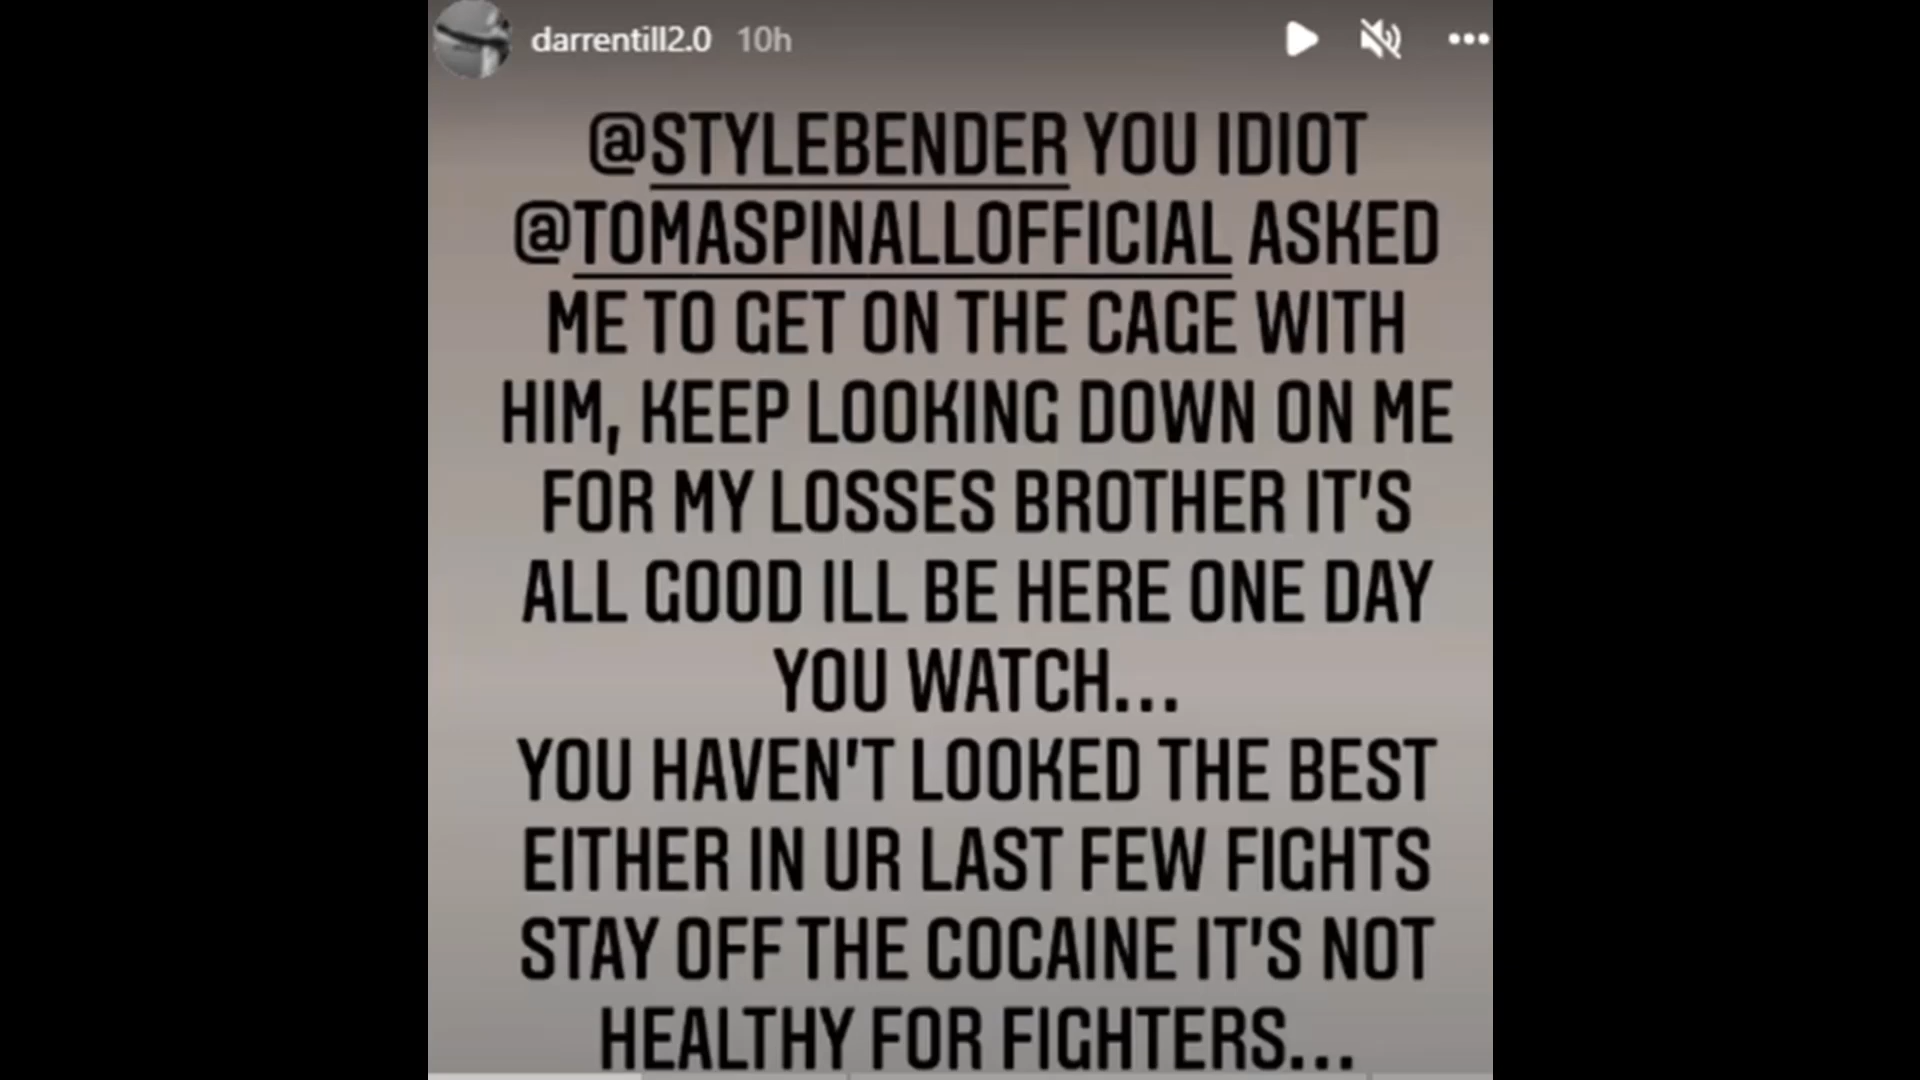 darrentill2.0 10h
@STYLEBENDER YOU IDIOT
@TOMASPINALLOFFICIAL ASKED
ME TO GET ON THE CAGE WITH
HIM, KEEP LOOKING DOWN ON ME
FOR MY LOSSES BROTHER IT'S
ALL GOOD ILL BE HERE ONE DAY
YOU WATCH...
YOU HAVEN'T LOOKED THE BEST
EITHER IN UR LAST FEW FIGHTS
STAY OFF THE COCAINE IT'S NOT
HEALTHY FOR FIGHTERS...